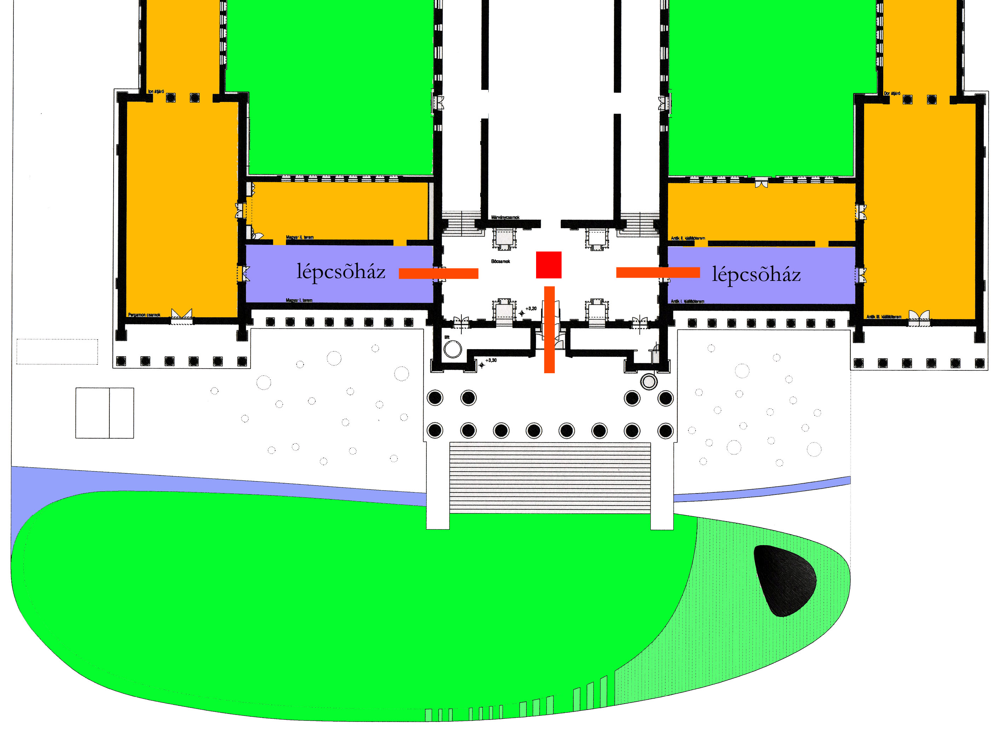 Ion átjáró
Dor átjáró
Márványcsarnok
Magyar II. terem
Antik II. kiállítóterem
Elõcsarnok
lépcsõház
lépcsõház
Magyar I. terem
Antik I. kiállítóterem
+3,20
Pergamon csarnok
Antik III. kiállítóterem
lift
+3,30